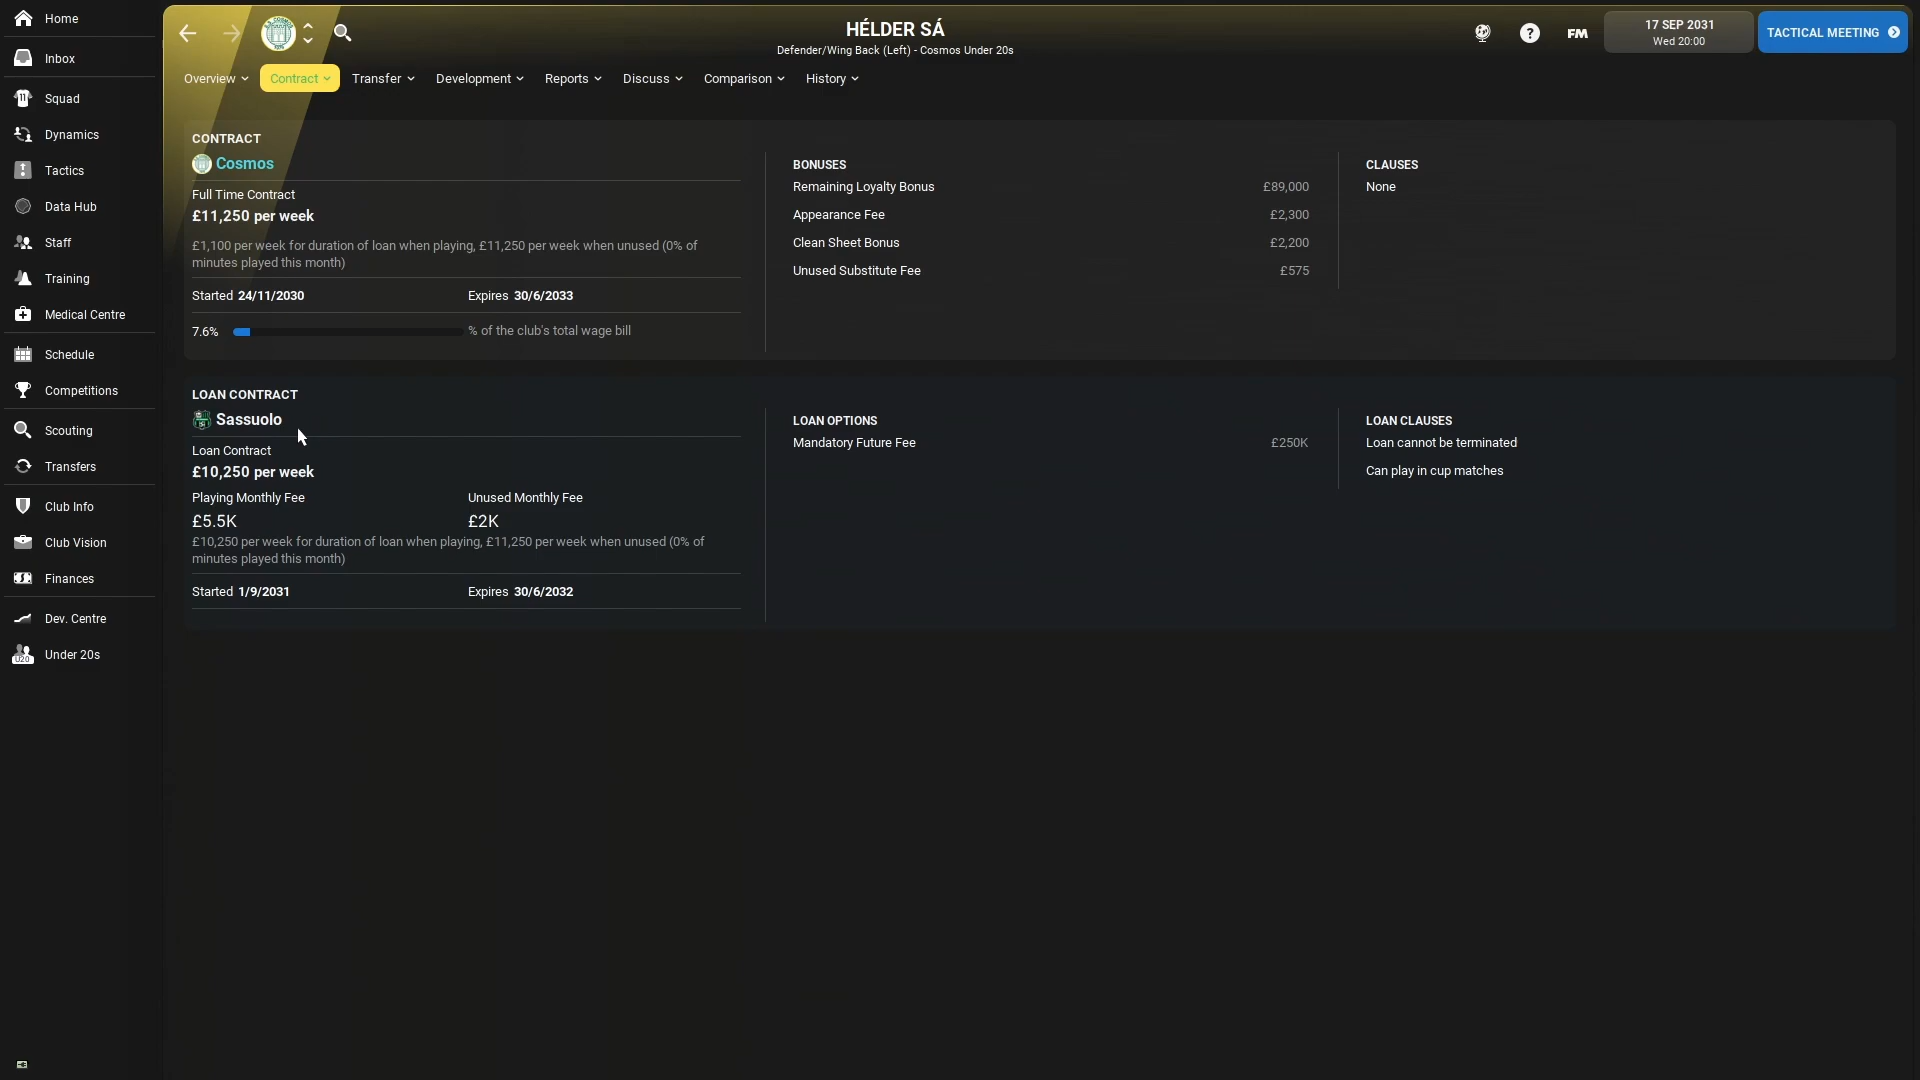 Home
Inbox
Squad
Dynamics
Tactics
Data Hub
Staff
Training
Medical Centre
Schedule
Competitions
Scouting
Transfers
Club Info
Club Vision
Finances
Dev. Centre
Under 20s
HÉLDER SÁ
Defender/Wing Back (Left) - Cosmos Under 20s
FM
17 SEP 2031
Wed 20:00
TACTICAL MEETING
Overview
Contract
Transfer
Development
Reports
Discuss
Comparison
History
CONTRACT
Cosmos
Full Time Contract
£11,250 per week
£1,100 per week for duration of loan when playing, £11,250 per week when unused (0% of
minutes played this month)
Started 24/11/2030 Expires 30/6/2033
7.6% % of the club's total wage bill
BONUSES
Remaining Loyalty Bonus £89,000
Appearance Fee £2,300
Clean Sheet Bonus £2,200
Unused Substitute Fee £575
CLAUSES
None
LOAN CONTRACT
Sassuolo
Loan Contract
£10,250 per week
Playing Monthly Fee Unused Monthly Fee
£5.5K £2K
£10,250 per week for duration of loan when playing, £11,250 per week when unused (0% of
minutes played this month)
Started 1/9/2031 Expires 30/6/2032
LOAN OPTIONS
Mandatory Future Fee £250K
LOAN CLAUSES
Loan cannot be terminated
Can play in cup matches